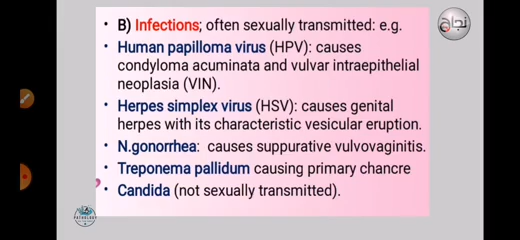 نجاح
• B) Infections; often sexually transmitted: e.g.
• Human papilloma virus (HPV): causes
condyloma acuminata and vulvar intraepithelial
neoplasia (VIN).
• Herpes simplex virus (HSV): causes genital
herpes with its characteristic vesicular eruption.
• N.gonorrhea: causes suppurative vulvovaginitis.
• Treponema pallidum causing primary chancre
• Candida (not sexually transmitted).
PATHOLOGY